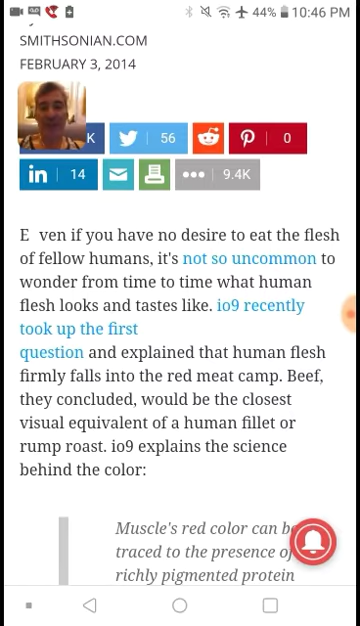 44% 10:46 PM
SMITHSONIAN.COM
FEBRUARY 3, 2014
K 56 0
in 14 9.4K
E ven if you have no desire to eat the flesh
of fellow humans, it's not so uncommon to
wonder from time to time what human
flesh looks and tastes like. io9 recently
took up the first
question and explained that human flesh
firmly falls into the red meat camp. Beef,
they concluded, would be the closest
visual equivalent of a human fillet or
rump roast. io9 explains the science
behind the color:
Muscle's red color can be
traced to the presence of
richly pigmented protein